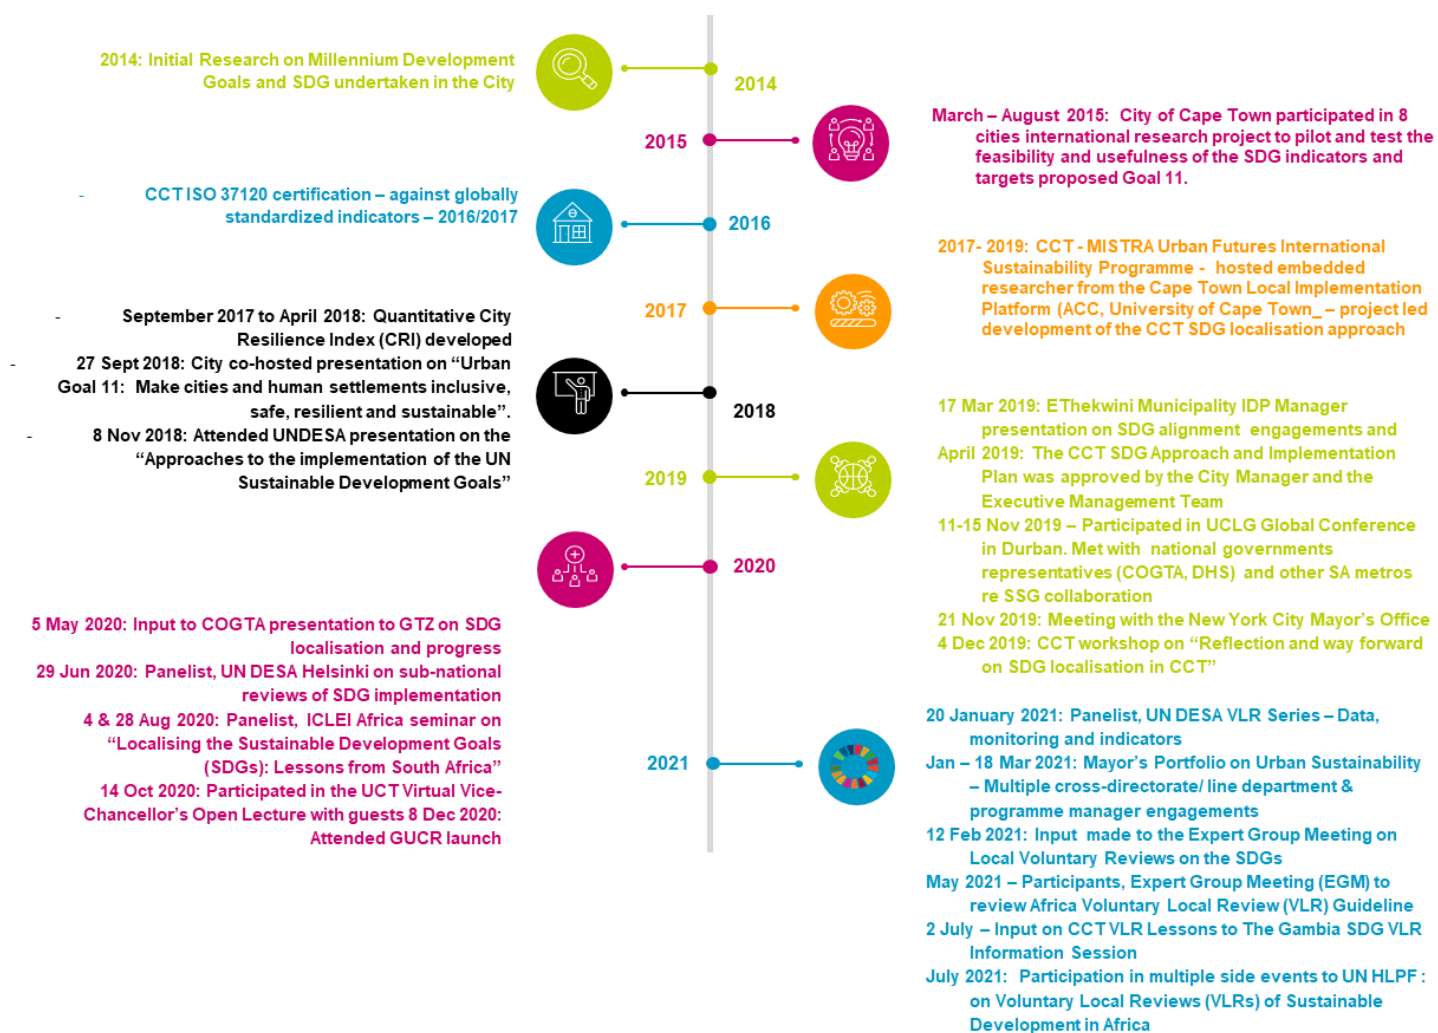 2014: Initial Research on Millennium Development
Goals and SDG undertaken in the City
2014
2015
March – August 2015: City of Cape Town participated in 8
cities international research project to pilot and test the
feasibility and usefulness of the SDG indicators and
targets proposed Goal 11.
- CCT ISO 37120 certification – against globally
standardized indicators – 2016/2017
2016
2017
2017- 2019: CCT - MISTRA Urban Futures International
Sustainability Programme - hosted embedded
researcher from the Cape Town Local Implementation
Platform (ACC, University of Cape Town_ – project led
development of the CCT SDG localisation approach
- September 2017 to April 2018: Quantitative City
Resilience Index (CRI) developed
- 27 Sept 2018: City co-hosted presentation on “Urban
Goal 11: Make cities and human settlements inclusive,
safe, resilient and sustainable”.
- 8 Nov 2018: Attended UNDESA presentation on the
“Approaches to the implementation of the UN
Sustainable Development Goals”
2018
2019
17 Mar 2019: EThekwini Municipality IDP Manager
presentation on SDG alignment engagements and
April 2019: The CCT SDG Approach and Implementation
Plan was approved by the City Manager and the
Executive Management Team
11-15 Nov 2019 – Participated in UCLG Global Conference
in Durban. Met with national governments
representatives (COGTA, DHS) and other SA metros
re SSG collaboration
21 Nov 2019: Meeting with the New York City Mayor’s Office
4 Dec 2019: CCT workshop on “Reflection and way forward
on SDG localisation in CCT”
2020
5 May 2020: Input to COGTA presentation to GTZ on SDG
localisation and progress
29 Jun 2020: Panelist, UN DESA Helsinki on sub-national
reviews of SDG implementation
4 & 28 Aug 2020: Panelist, ICLEI Africa seminar on
“Localising the Sustainable Development Goals
(SDGs): Lessons from South Africa”
14 Oct 2020: Participated in the UCT Virtual Vice-
Chancellor’s Open Lecture with guests 8 Dec 2020:
Attended GUCR launch
2021
20 January 2021: Panelist, UN DESA VLR Series – Data,
monitoring and indicators
Jan – 18 Mar 2021: Mayor’s Portfolio on Urban Sustainability
– Multiple cross-directorate/ line department &
programme manager engagements
12 Feb 2021: Input made to the Expert Group Meeting on
Local Voluntary Reviews on the SDGs
May 2021 – Participants, Expert Group Meeting (EGM) to
review Africa Voluntary Local Review (VLR) Guideline
2 July – Input on CCT VLR Lessons to The Gambia SDG VLR
Information Session
July 2021: Participation in multiple side events to UN HLPF :
on Voluntary Local Reviews (VLRs) of Sustainable
Development in Africa